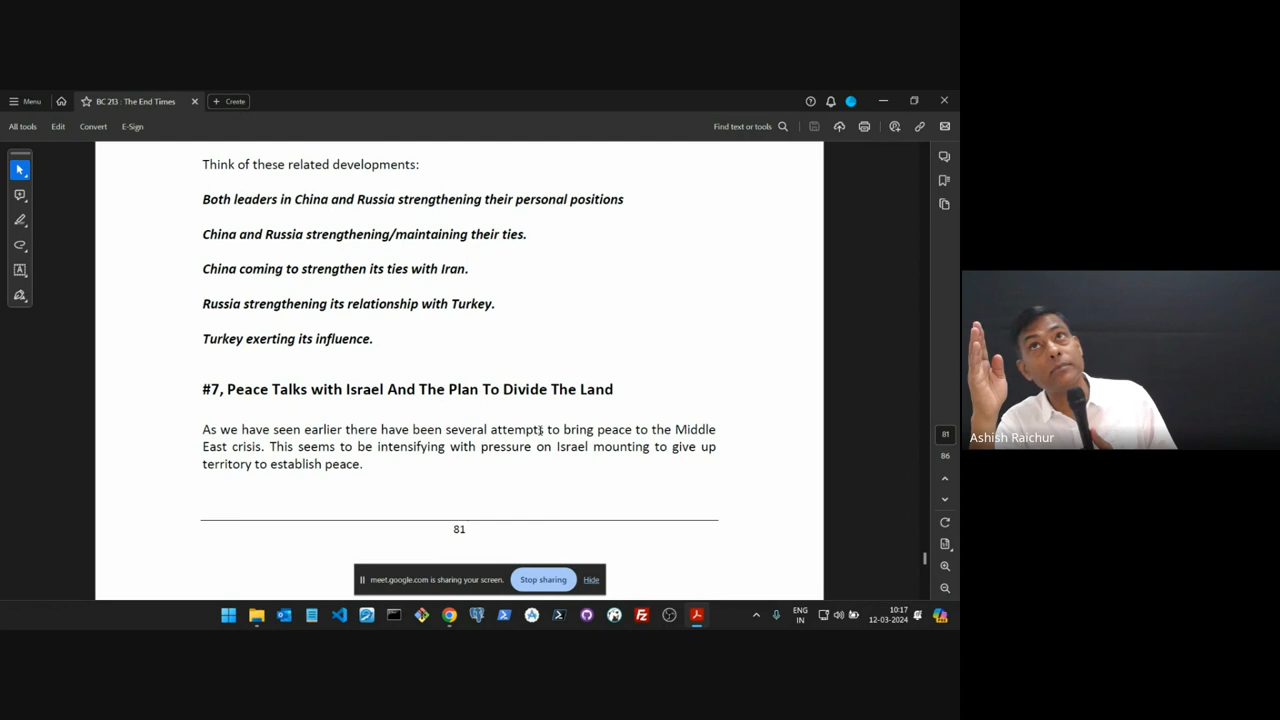 Menu
BC 213 : The End Times
Create
All tools Edit Convert E-Sign
Find text or tools
Think of these related developments:
Both leaders in China and Russia strengthening their personal positions
China and Russia strengthening/maintaining their ties.
China coming to strengthen its ties with Iran.
Russia strengthening its relationship with Turkey.
Turkey exerting its influence.
#7, Peace Talks with Israel And The Plan To Divide The Land
As we have seen earlier there have been several attempts to bring peace to the Middle
East crisis. This seems to be intensifying with pressure on Israel mounting to give up
territory to establish peace.
81
81
86
Ashish Raichur
meet.google.com is sharing your screen. Stop sharing Hide
ENG
IN
10:17
12-03-2024